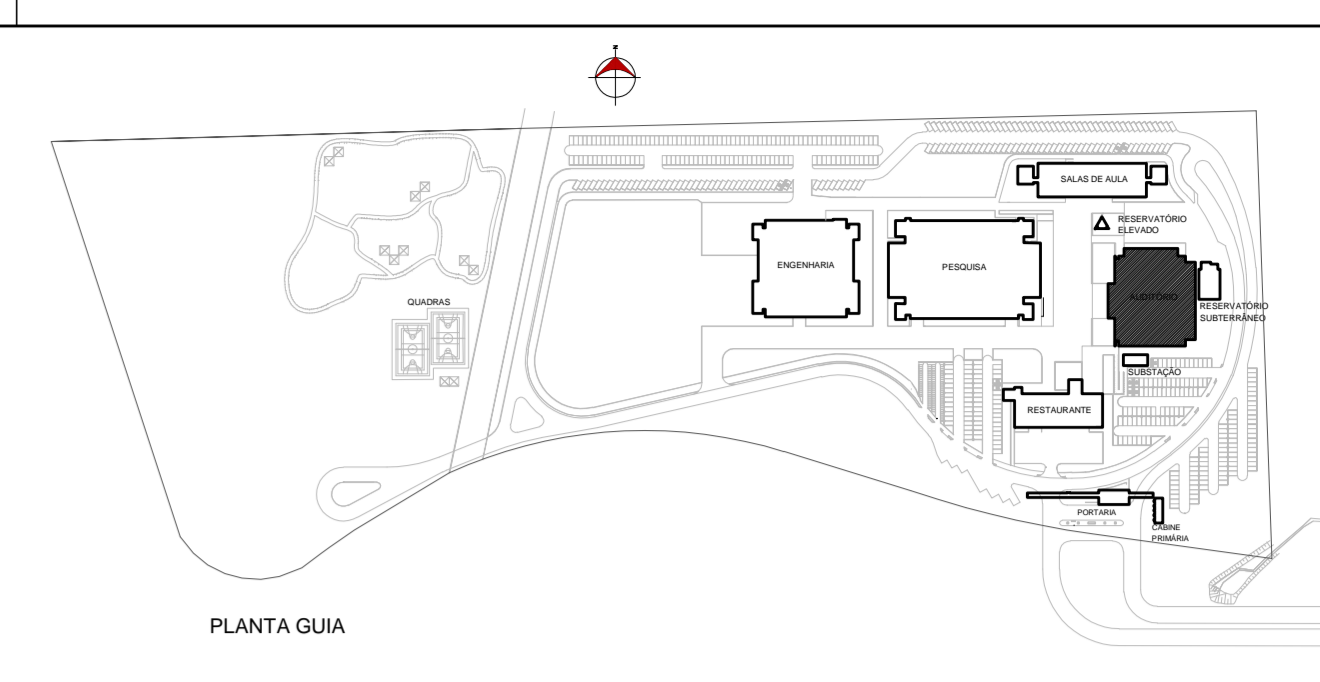 SALAS DE AULA
RESERVATÓRIO
ELEVADO
ENGENHARIA
PESQUISA
AUDITÓRIO
QUADRAS
RESERVATÓRIO
SUBTERRÂNEO
SUBSTAÇÃO
RESTAURANTE
PORTARIA
CABINE
PRIMÁRIA
PLANTA GUIA